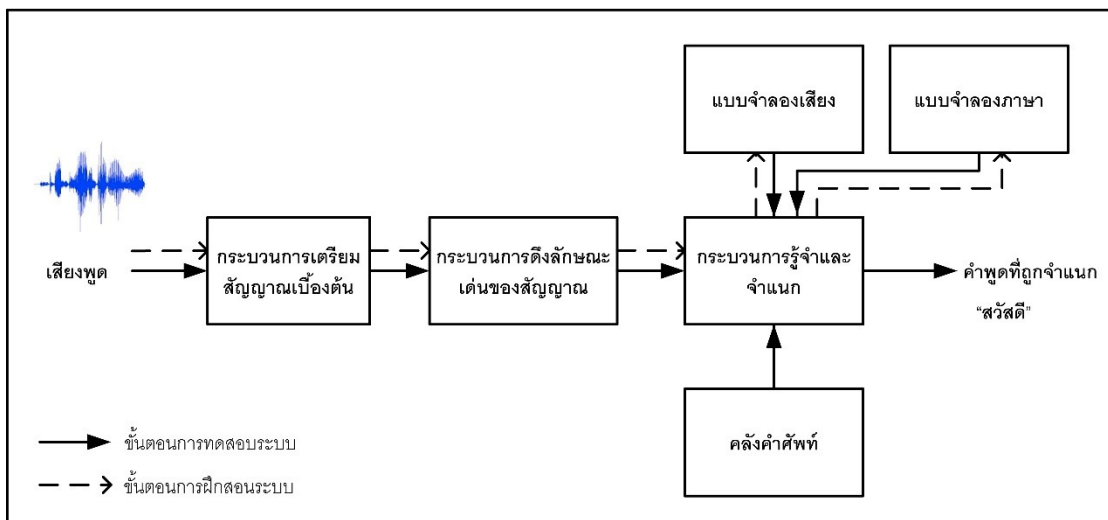 แบบจำลองเสียง
แบบจำลองภาษา
เสียงพูด
กระบวนการเตรียม
สัญญาณเบื้องต้น
กระบวนการดึงลักษณะ
เด่นของสัญญาณ
กระบวนการรู้จำและ
จำแนก
คำพูดที่ถูกจำแนก
“สวัสดี”
คลังคำศัพท์
ขั้นตอนการทดสอบระบบ
ขั้นตอนการฝึกสอนระบบ